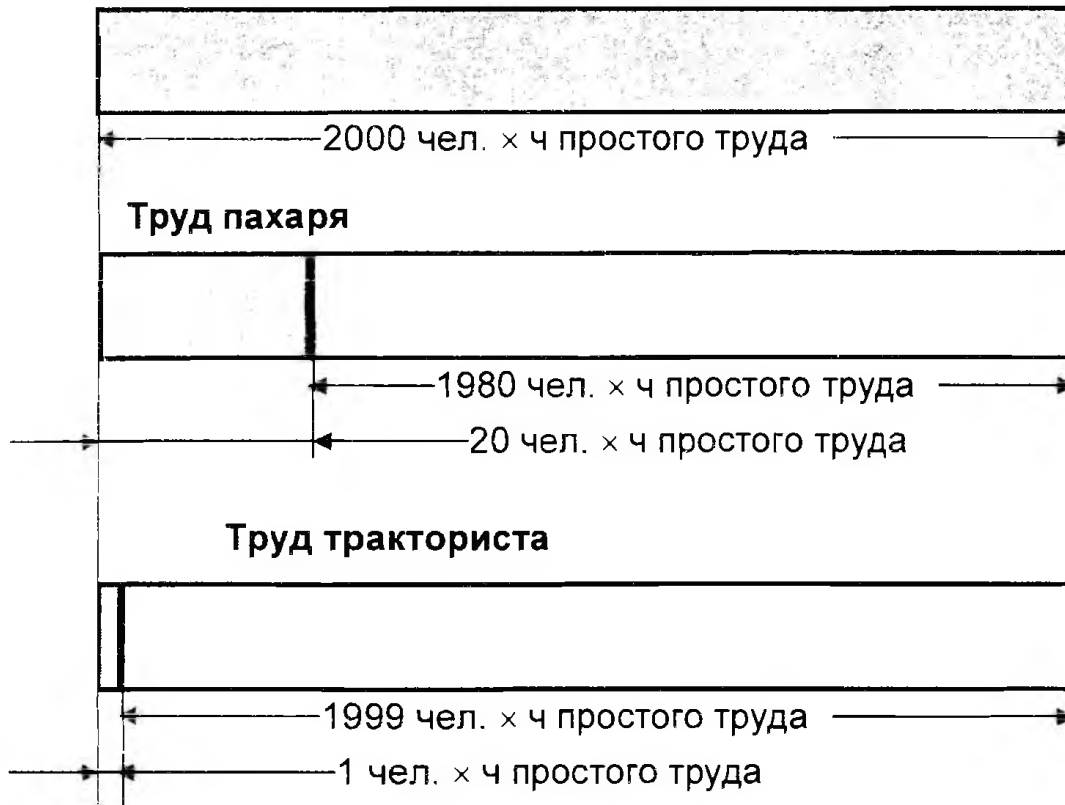 2000 чел. × ч простого труда
Труд пахаря
1980 чел. × ч простого труда
20 чел. × ч простого труда
Труд тракториста
1999 чел. × ч простого труда
1 чел. × ч простого труда